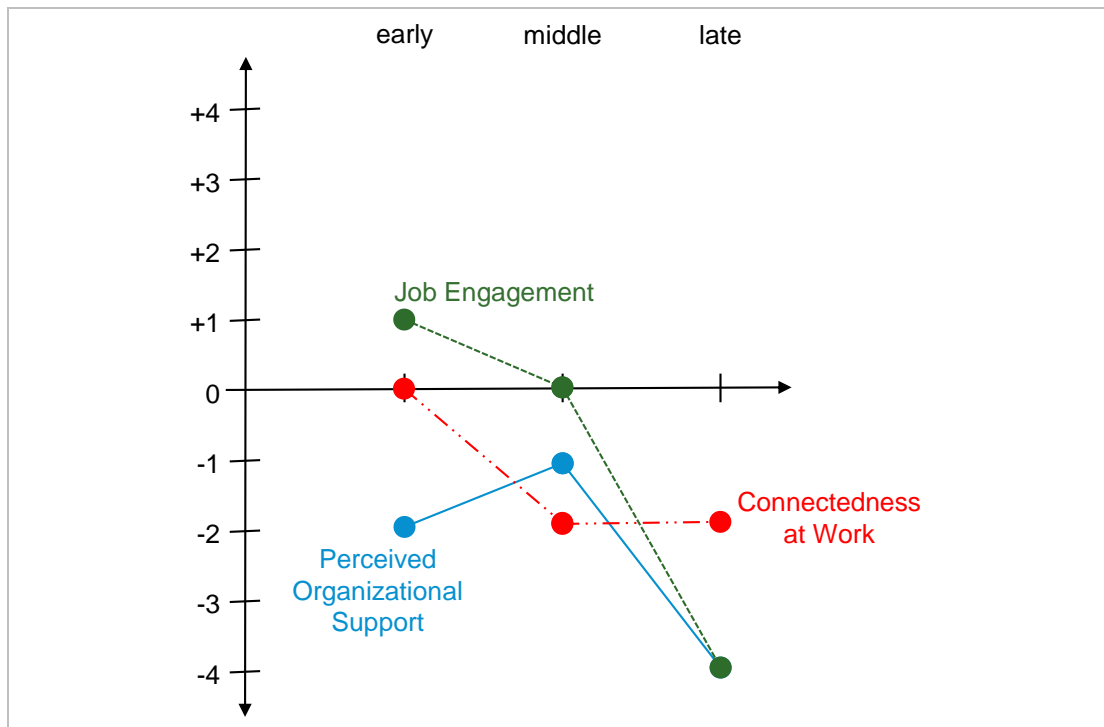 early middle late
+4
+3
+2
Job Engagement
+1
0
-1
Connectedness
at Work
-2
Perceived
Organizational
Support
-3
-4